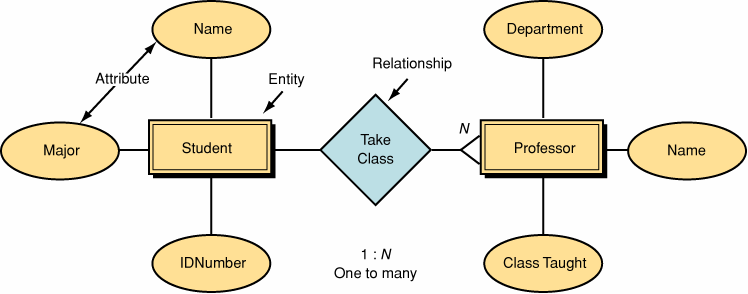 Name
Department
Attribute
Entity
Relationship
Major
Student
Take
Class
N
Professor
Name
IDNumber
1 : N
One to many
Class Taught